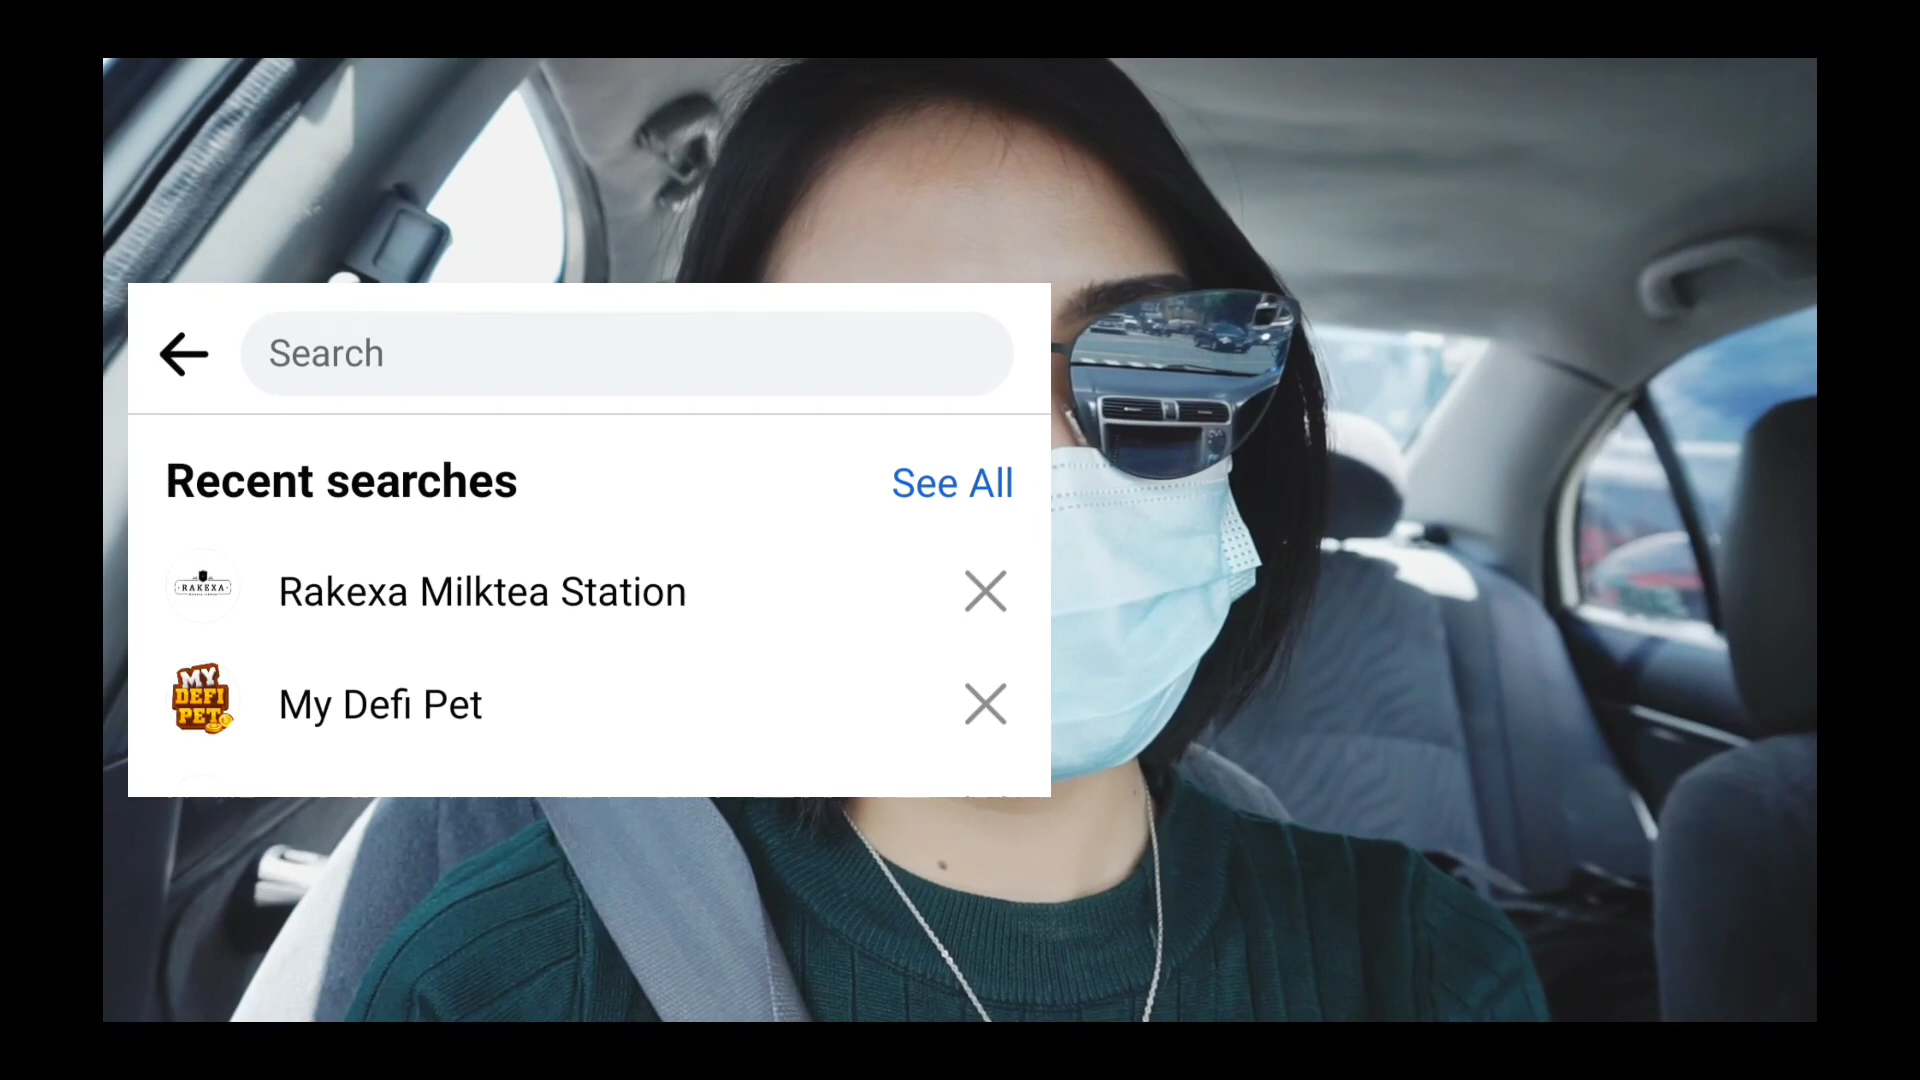 Search
Recent searches
See All
RAKEXA
Rakexa Milktea Station
MY
DEFI
PET
My Defi Pet